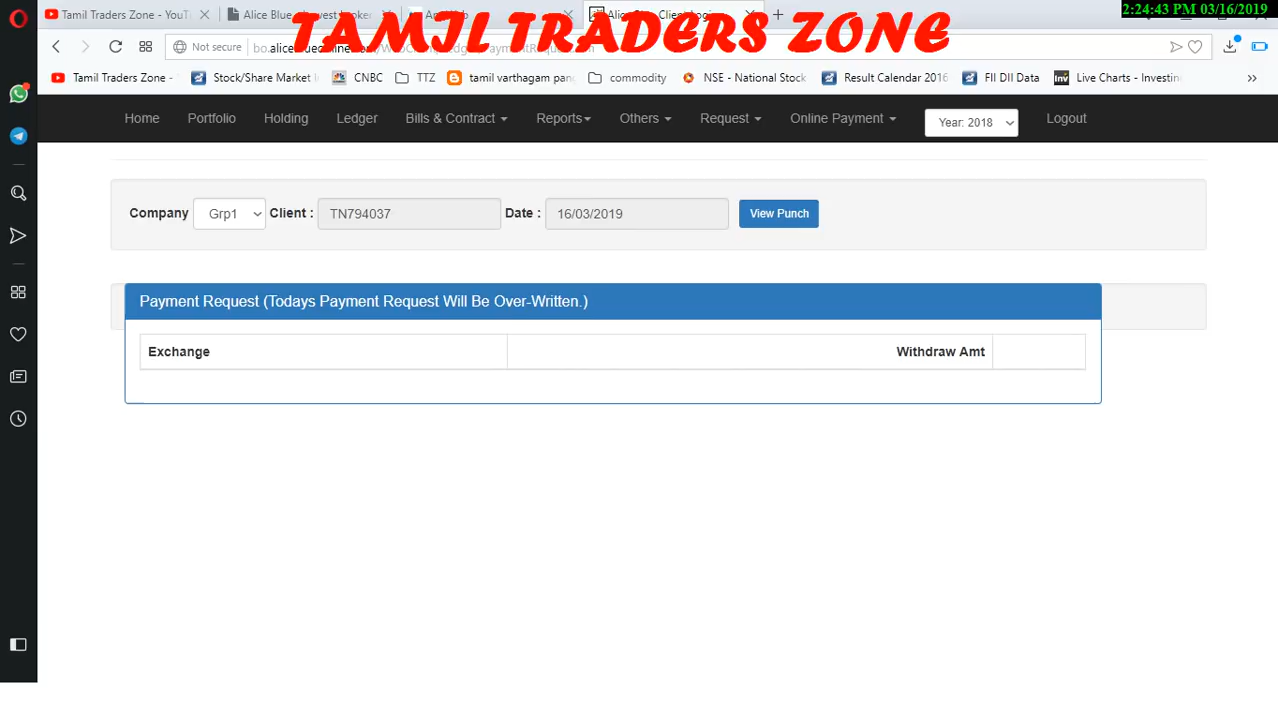 2:24:43 PM 03/16/2019
TAMIL TRADERS ZONE
Tamil Traders Zone - YouT
Alice Blue
Not secure
Tamil Traders Zone -
Stock/Share Market I
CNBC
TTZ
tamil varthagam pan
commodity
NSE - National Stock
Result Calendar 2016
FII DII Data
Live Charts - Investin
Home
Portfolio
Holding
Ledger
Bills & Contract
Reports
Others
Request
Online Payment
Year: 2018
Logout
Company
Grp1
Client :
TN794037
Date :
16/03/2019
View Punch
Payment Request (Todays Payment Request Will Be Over-Written.)
Exchange
Withdraw Amt